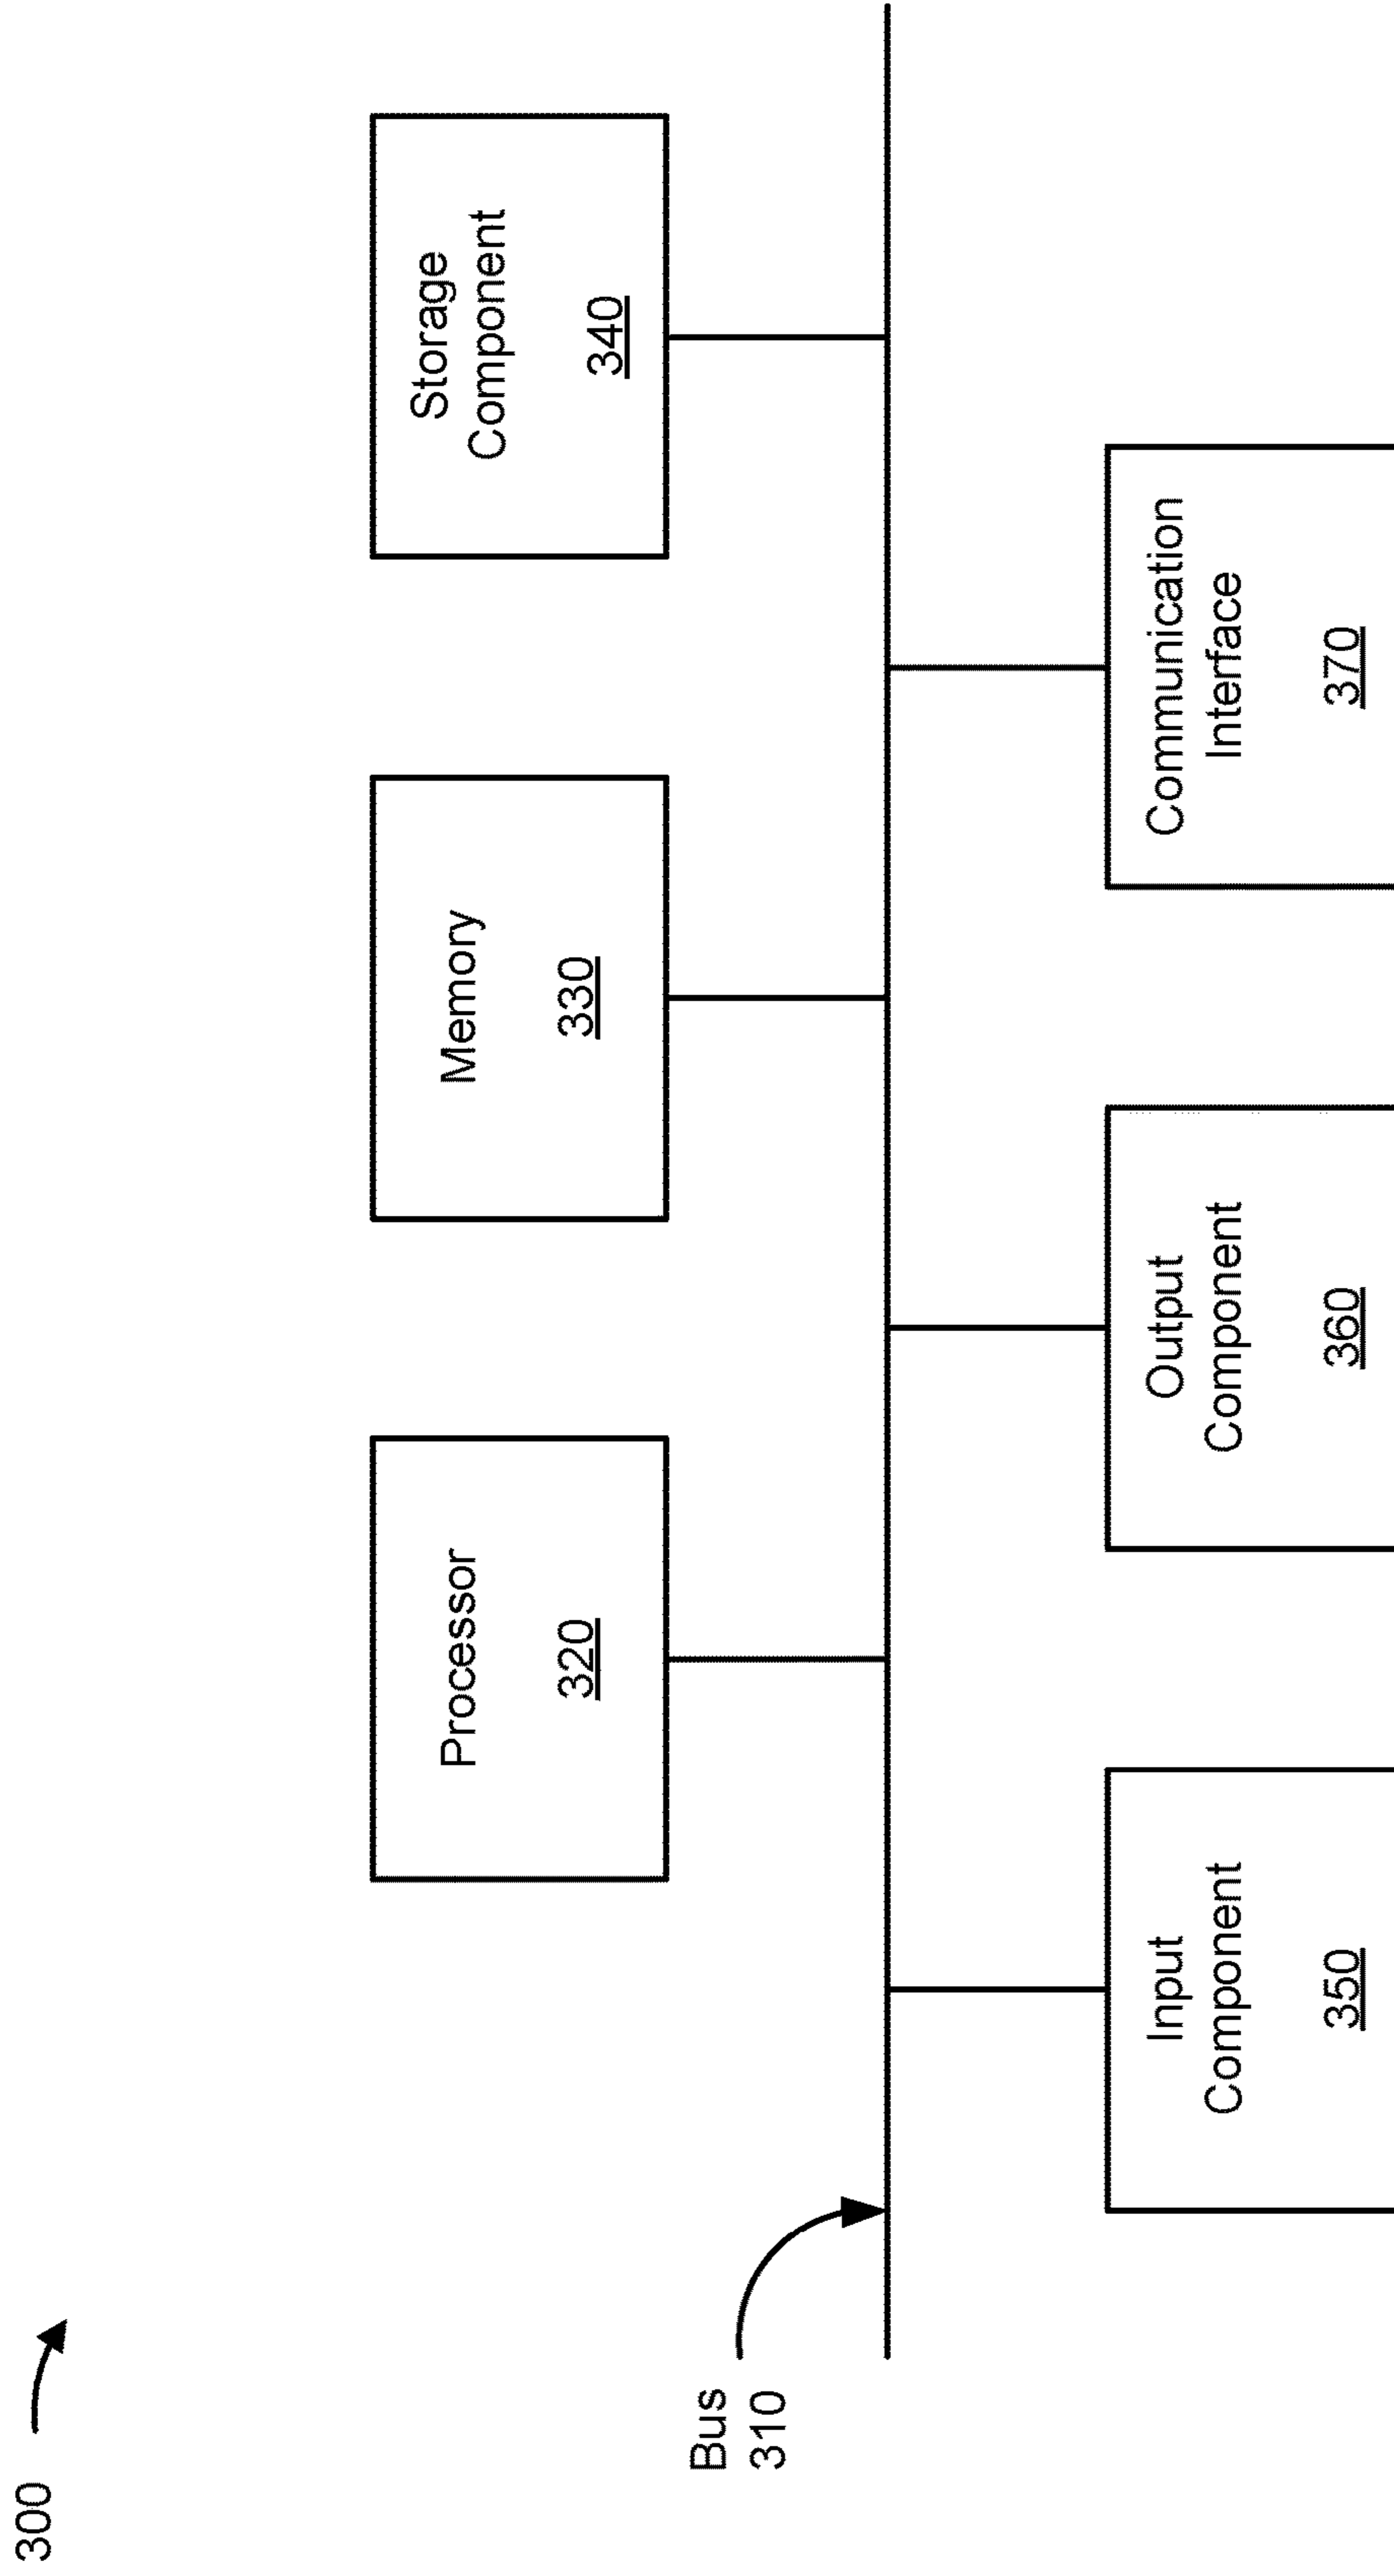 300
Processor
320
Memory
330
Storage
Component
340
Bus
310
Input
Component
350
Output
Component
360
Communication
Interface
370